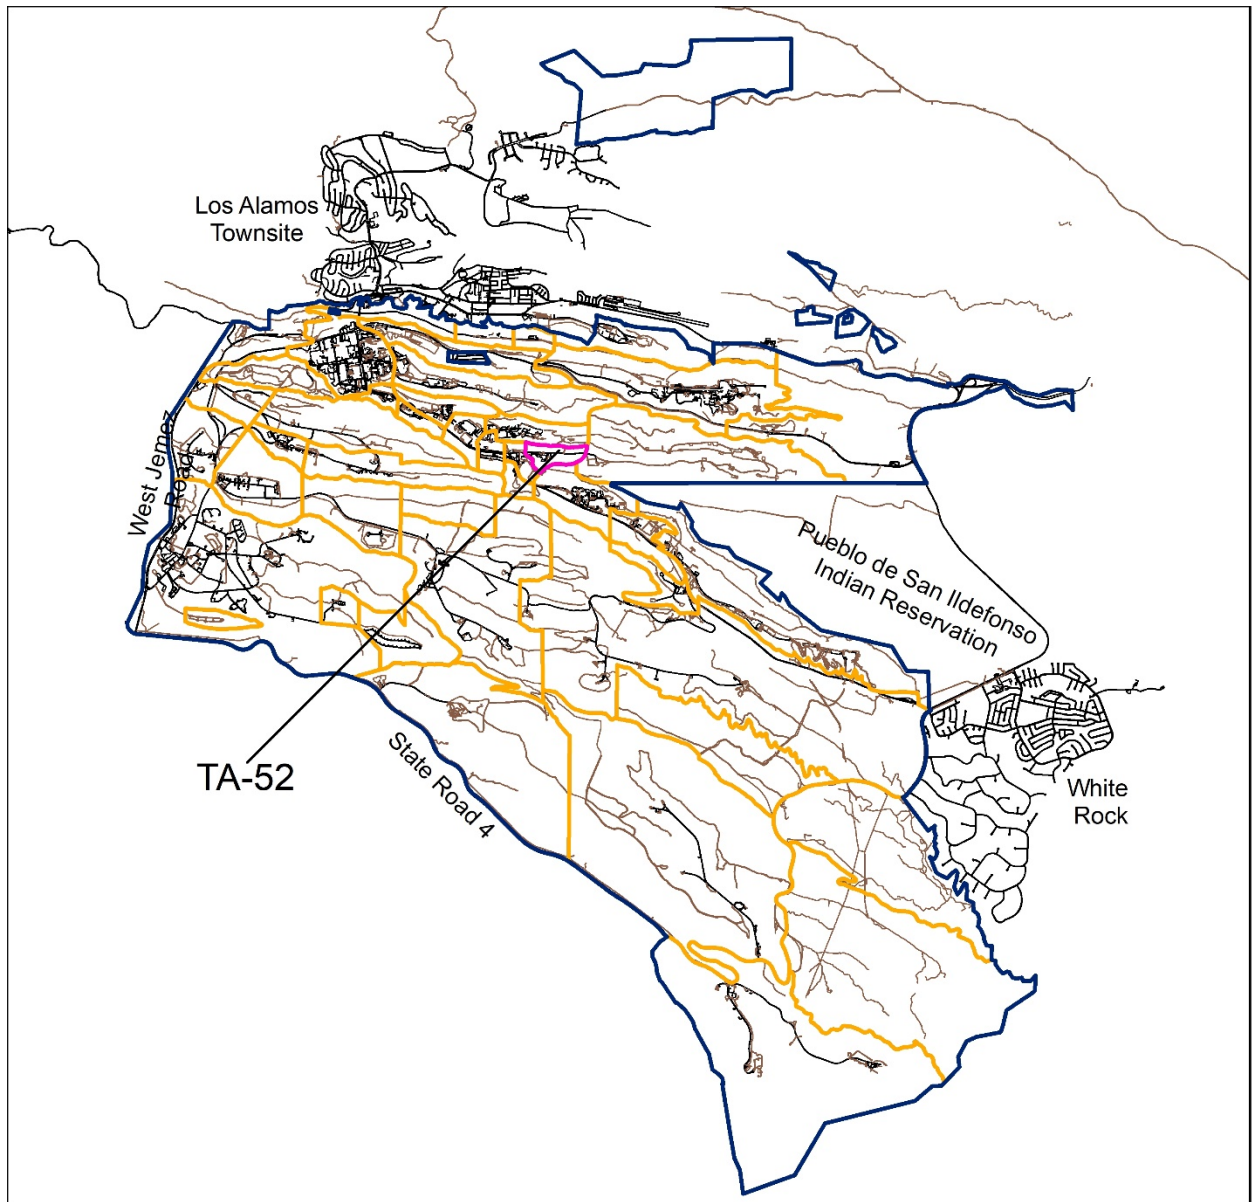 Los Alamos
Townsite
West Jemez
Road
Pueblo de San Ildefonso
Indian Reservation
TA-52
State Road 4
White
Rock